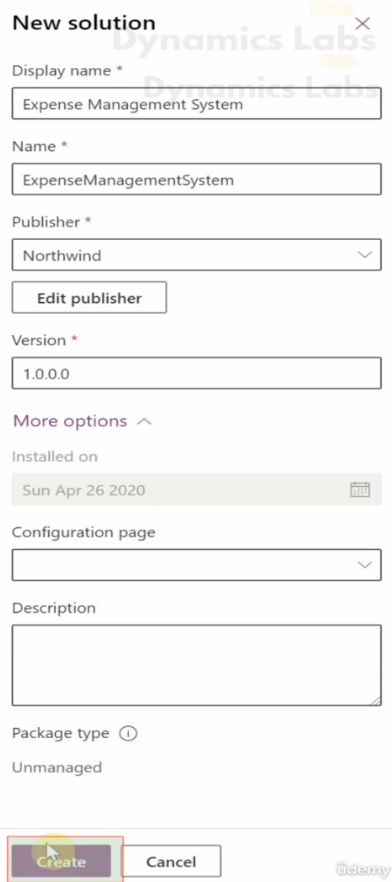 New solution
Dynamics Labs
Display name *
Dynamics Labs
Expense Management System
Name *
ExpenseManagementSystem
Publisher *
Northwind
Edit publisher
Version *
1.0.0.0
More options
Installed on
Sun Apr 26 2020
Configuration page
Description
Package type
Unmanaged
Create
Cancel
ûdemy